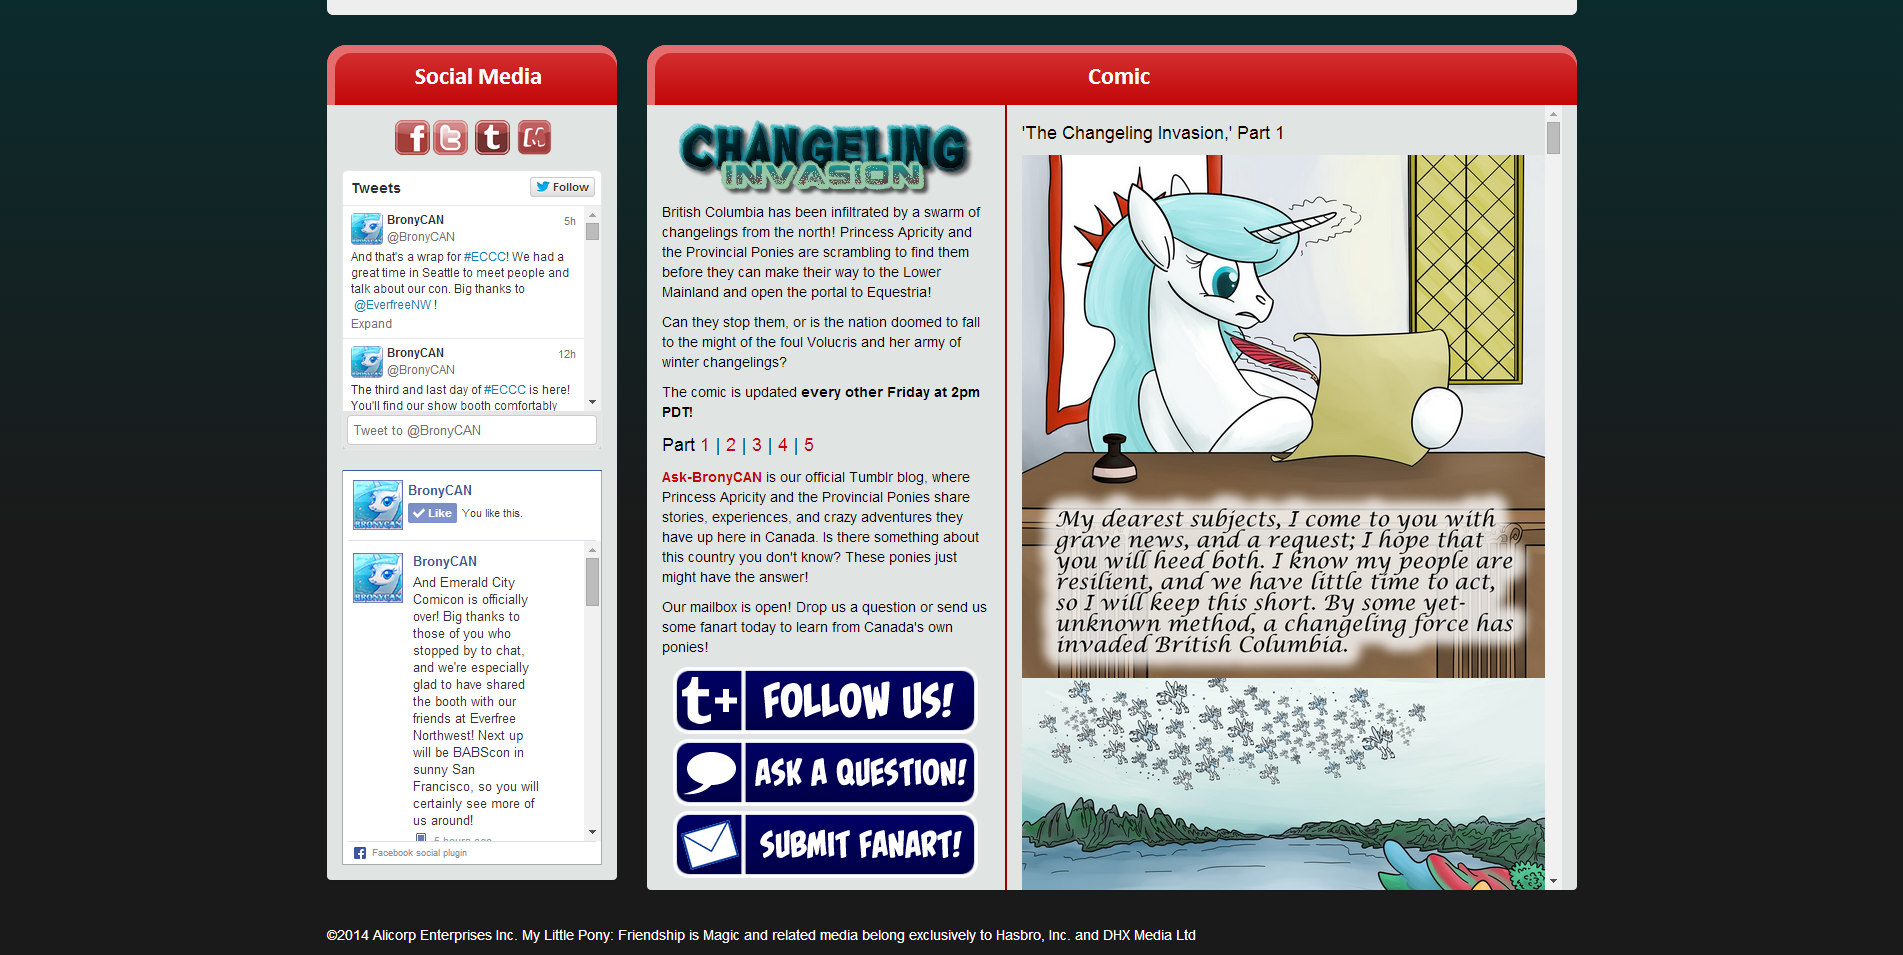 Social Media
Tweets
Follow
BronyCAN
5h
@BronyCAN
And that's a wrap for #ECCC! We had a
great time in Seattle to meet people and
talk about our con. Big thanks to
@EverfreeNW !
Expand
BronyCAN
12h
@BronyCAN
The third and last day of #ECCC is here!
You'll find our show booth comfortably
Tweet to @BronyCAN
BronyCAN
Like You like this.
BRONYCAN
BronyCAN
BRONYCAN
And Emerald City
Comicon is officially
over! Big thanks to
those of you who
stopped by to chat,
and we're especially
glad to have shared
the booth with our
friends at Everfree
Northwest! Next up
will be BABScon in
sunny San
Francisco, so you will
certainly see more of
us around!
5 hours ago
Facebook social plugin
Comic
CHANGELING
INVASION
British Columbia has been infiltrated by a swarm of
changelings from the north! Princess Apricity and
the Provincial Ponies are scrambling to find them
before they can make their way to the Lower
Mainland and open the portal to Equestria!
Can they stop them, or is the nation doomed to fall
to the might of the foul Volucris and her army of
winter changelings?
The comic is updated every other Friday at 2pm
PDT!
Part 1 | 2 | 3 | 4 | 5
Ask-BronyCAN is our official Tumblr blog, where
Princess Apricity and the Provincial Ponies share
stories, experiences, and crazy adventures they
have up here in Canada. Is there something about
this country you don't know? These ponies just
might have the answer!
Our mailbox is open! Drop us a question or send us
some fanart today to learn from Canada's own
ponies!
t+ FOLLOW US!
ASK A QUESTION!
SUBMIT FANART!
'The Changeling Invasion,' Part 1
My dearest subjects, I come to you with
grave news, and a request; I hope that
you will heed both. I know my people are
resilient, and we have little time to act,
so I will keep this short. By some yet-
unknown method, a changeling force has
invaded British Columbia.
©2014 Alicorp Enterprises Inc. My Little Pony: Friendship is Magic and related media belong exclusively to Hasbro, Inc. and DHX Media Ltd